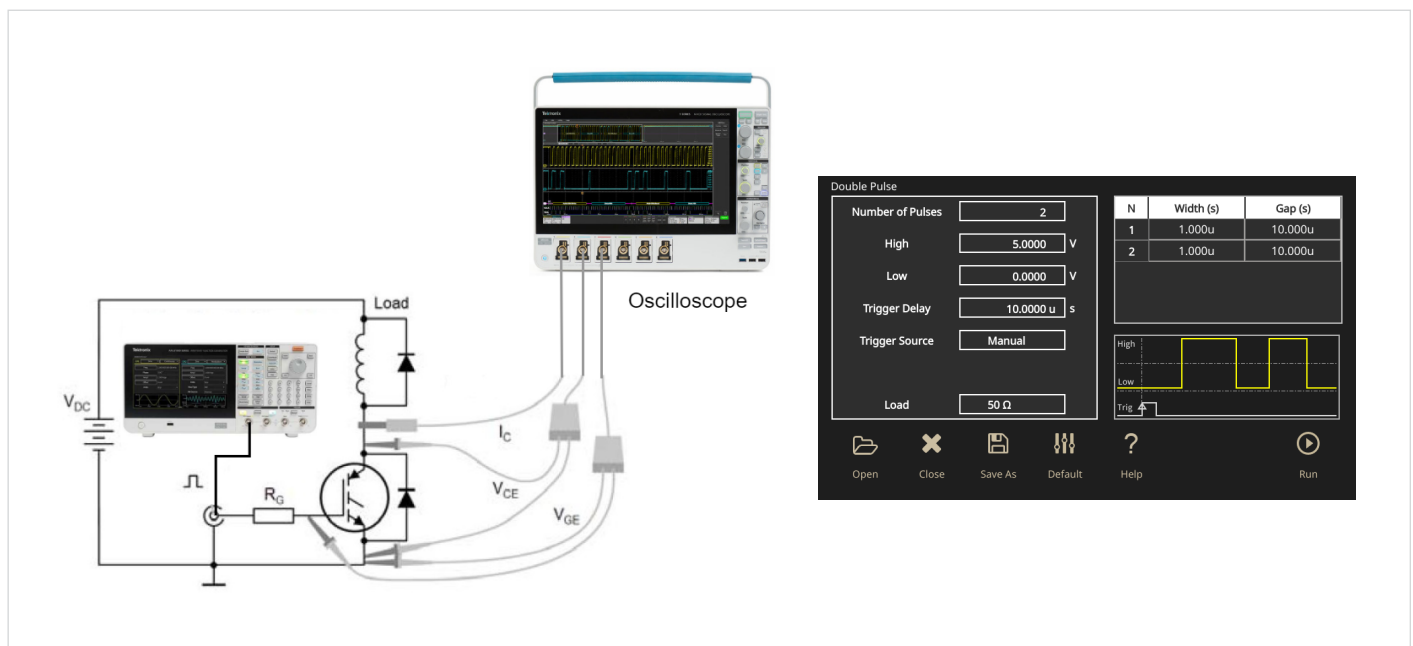 Tektronix
Oscilloscope
Load
Tektronix
V_DC
I_C
R_G
V_CE
V_GE
Double Pulse
Number of Pulses 2
High 5.0000 V
Low 0.0000 V
Trigger Delay 10.0000 u s
Trigger Source Manual
Load 50 Ω
N Width (s) Gap (s)
1 1.000u 10.000u
2 1.000u 10.000u
High
Low
Trig
Open Close Save As Default Help Run